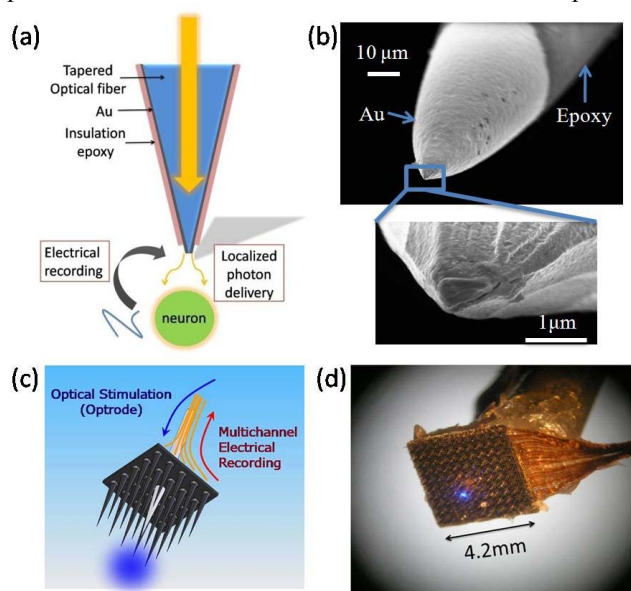 (a)
Tapered
Optical fiber
Au
Insulation
epoxy
Electrical
recording
Localized
photon
delivery
neuron
(b)
10 μm
Au
Epoxy
1μm
(c)
Optical Stimulation
(Optrode)
Multichannel
Electrical
Recording
(d)
4.2mm